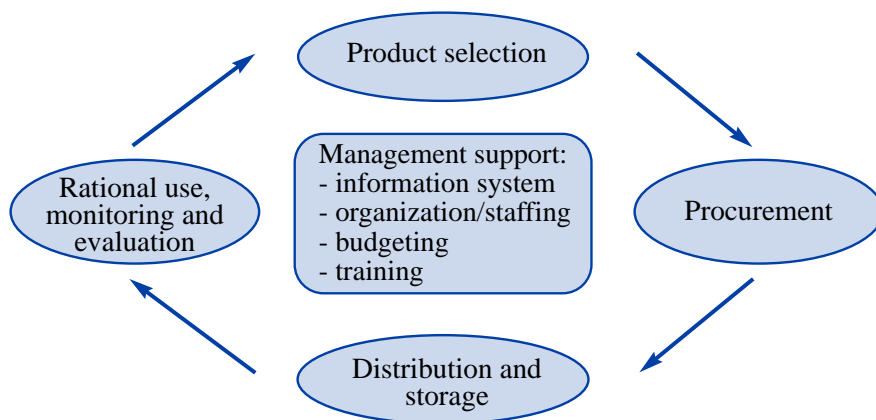 Product selection
Management support:
- information system
- organization/staffing
- budgeting
- training
Rational use,
monitoring and
evaluation
Procurement
Distribution and
storage